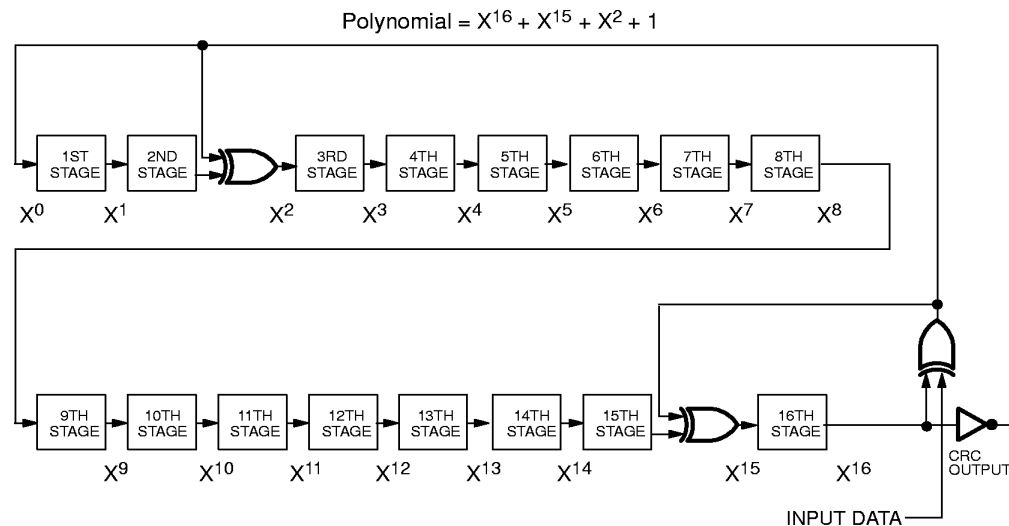 Polynomial = X16 + X15 + X2 + 1
1ST STAGE
2ND STAGE
3RD STAGE
4TH STAGE
5TH STAGE
6TH STAGE
7TH STAGE
8TH STAGE
X0 X1 X2 X3 X4 X5 X6 X7 X8
9TH STAGE
10TH STAGE
11TH STAGE
12TH STAGE
13TH STAGE
14TH STAGE
15TH STAGE
16TH STAGE
X9 X10 X11 X12 X13 X14 X15 X16
CRC
OUTPUT
INPUT DATA